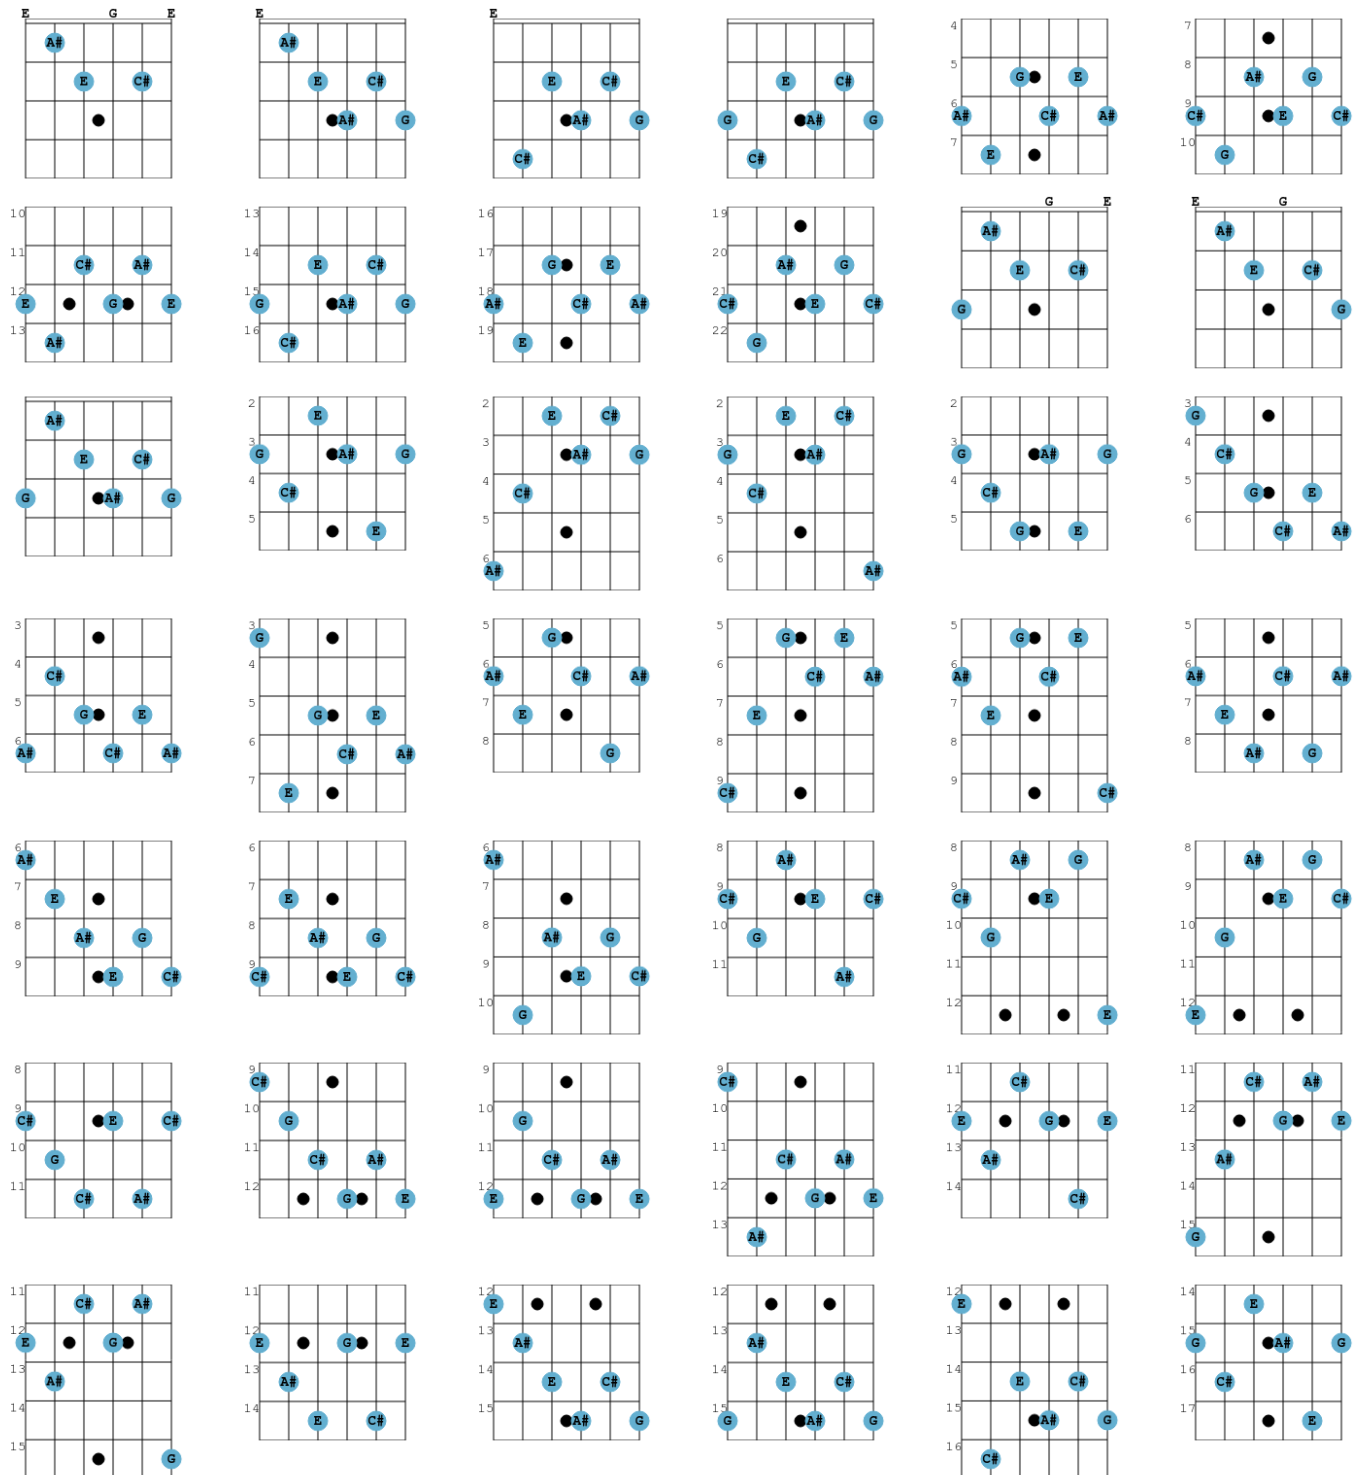 E G E
A#
E C#
E
A#
E C#
A# G
E
E C#
A# G
C#
E C#
G A# G
C#
4
5 G E
6 A# C# A#
7 E
7
8 A# G
9 C# E C#
10 G
10
11 C# A#
12 E G E
13 A#
13
14 E C#
15 G A# G
16 C#
16
17 G E
18 A# C# A#
19 E
19
20 A# G
21 C# E C#
22 G
G E
A#
E C#
G
E G
A#
E C#
G
A#
E C#
G A# G
2 E
3 G A# G
4 C#
5 E
2 E C#
3 A# G
4 C#
5
6 A#
2 E C#
3 G A#
4 C#
5
6 A#
2
3 G A# G
4 C#
5 G E
3 G
4 C#
5 G E
6 C# A#
3
4 C#
5 G E
6 A# C# A#
3 G
4
5 G E
6 C# A#
7 E
5 G
6 A# C# A#
7 E
8 G
5 G E
6 C# A#
7 E
8
9 C#
5 G E
6 A# C#
7 E
8
9 C#
5
6 A# C# A#
7 E
8 A# G
6 A#
7 E
8 A# G
9 E C#
6
7 E
8 A# G
9 C# E C#
6 A#
7
8 A# G
9 E C#
10 G
8 A#
9 C# E C#
10 G
11 A#
8 A# G
9 C# E
10 G
11
12 E
8 A# G
9 E C#
10 G
11
12 E
8
9 C# E C#
10 G
11 C# A#
9 C#
10 G
11 C# A#
12 G E
9
10 G
11 C# A#
12 E G E
9 C#
10
11 C# A#
12 G E
13 A#
11 C#
12 E G E
13 A#
14 C#
11 C# A#
12 G E
13 A#
14
15 G
11 C# A#
12 E G
13 A#
14
15 G
11
12 E G E
13 A#
14 E C#
12 E
13 A#
14 E C#
15 A# G
12
13 A#
14 E C#
15 G A# G
12 E
13
14 E C#
15 A# G
16 C#
14 E
15 G A# G
16 C#
17 E